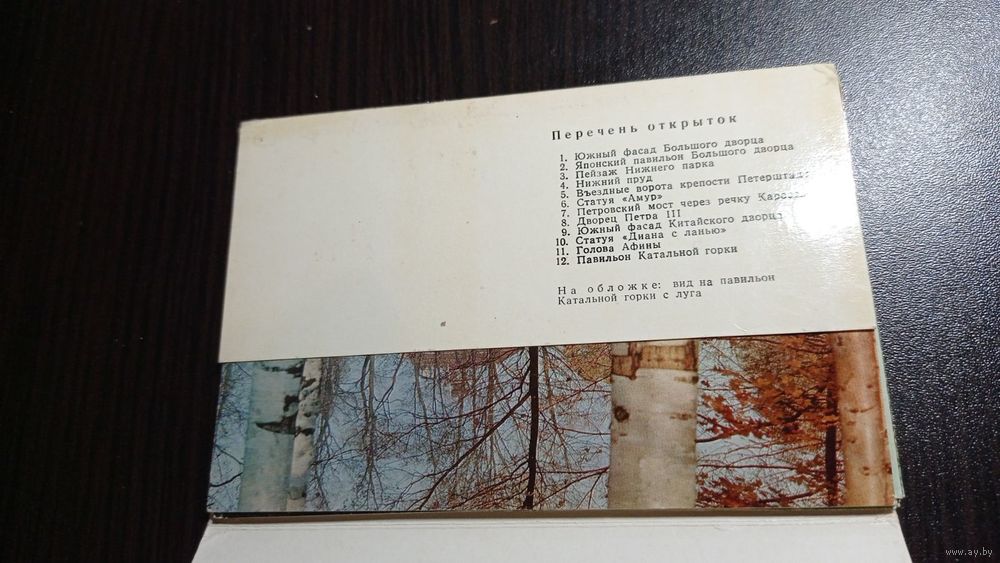 Перечень открыток
1. Южный фасад Большого дворца
2. Японский павильон Большого дворца
3. Пейзаж Нижнего парка
4. Нижний пруд
5. Въездные ворота крепости Петерштадт
6. Статуя «Амур»
7. Петровский мост через речку
8. Дворец Петра III
9. Южный фасад Китайского дворца
10. Статуя «Диана с ланью»
11. Голова Афины
12. Павильон Катальной горки
На обложке: вид на павильон
Катальной горки с луга
www.ay.by